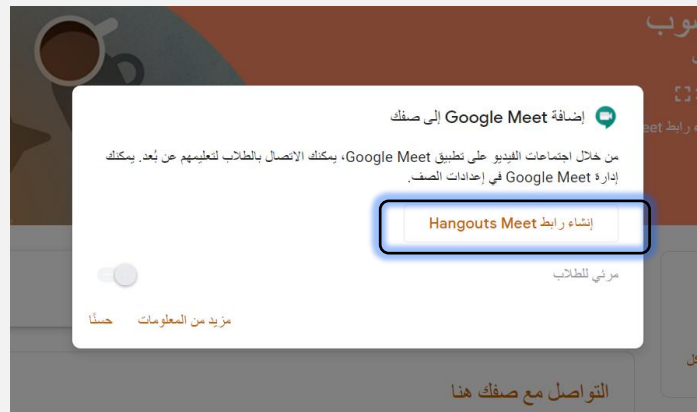 إضافة Google Meet إلى صفك
من خلال اجتماعات الفيديو على تطبيق Google Meet، يمكنك الاتصال بالطلاب لتعليمهم عن بُعد. يمكنك
إدارة Google Meet في إعدادات الصف.
إنشاء رابط Hangouts Meet
مرئي للطلاب
مزيد من المعلومات
حسنًا
التواصل مع صفك هنا